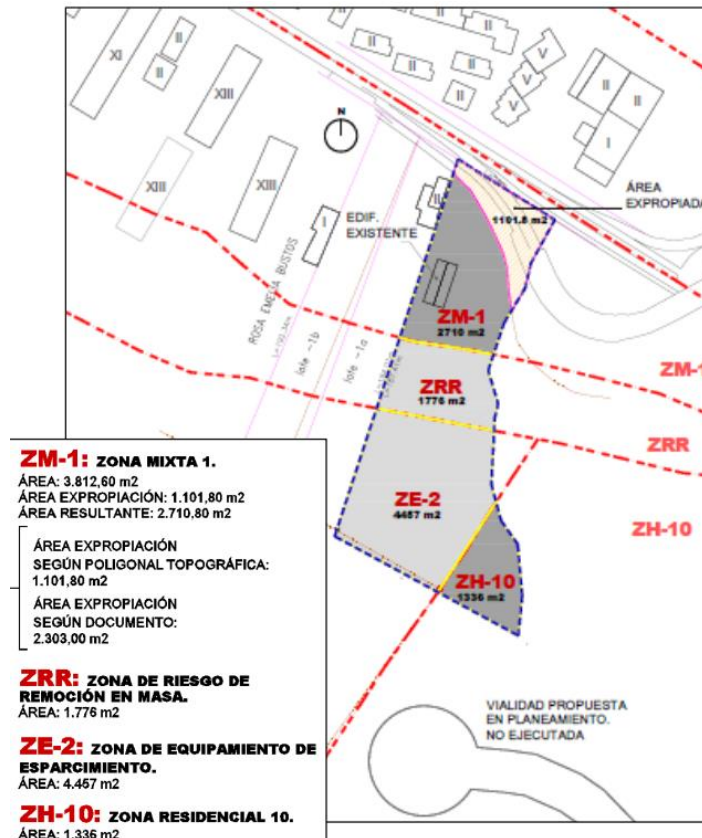 XI
II
II
XIII
XIII
XIII
XIII
I
II
II
II
II
II
II
II
V
V
V
II
II
I
N
ÁREA
EXPROPIADA
1101.8 m2
EDIF.
EXISTENTE
II
ROSA EMELIA BUSTOS
lote -1b
lote -1a
ZM-1
2710 m2
ZM-1
ZRR
1776 m2
ZRR
ZE-2
4457 m2
ZH-10
ZH-10
1336 m2
VIALIDAD PROPUESTA
EN PLANEAMIENTO.
NO EJECUTADA
ZM-1: ZONA MIXTA 1.
ÁREA: 3.812,60 m2
ÁREA EXPROPIACIÓN: 1.101,80 m2
ÁREA RESULTANTE: 2.710,80 m2
ÁREA EXPROPIACIÓN
SEGÚN POLIGONAL TOPOGRÁFICA:
1.101,80 m2
ÁREA EXPROPIACIÓN
SEGÚN DOCUMENTO:
2.303,00 m2
ZRR: ZONA DE RIESGO DE
REMOCIÓN EN MASA.
ÁREA: 1.776 m2
ZE-2: ZONA DE EQUIPAMIENTO DE
ESPARCIMIENTO.
ÁREA: 4.457 m2
ZH-10: ZONA RESIDENCIAL 10.
ÁREA: 1.336 m2